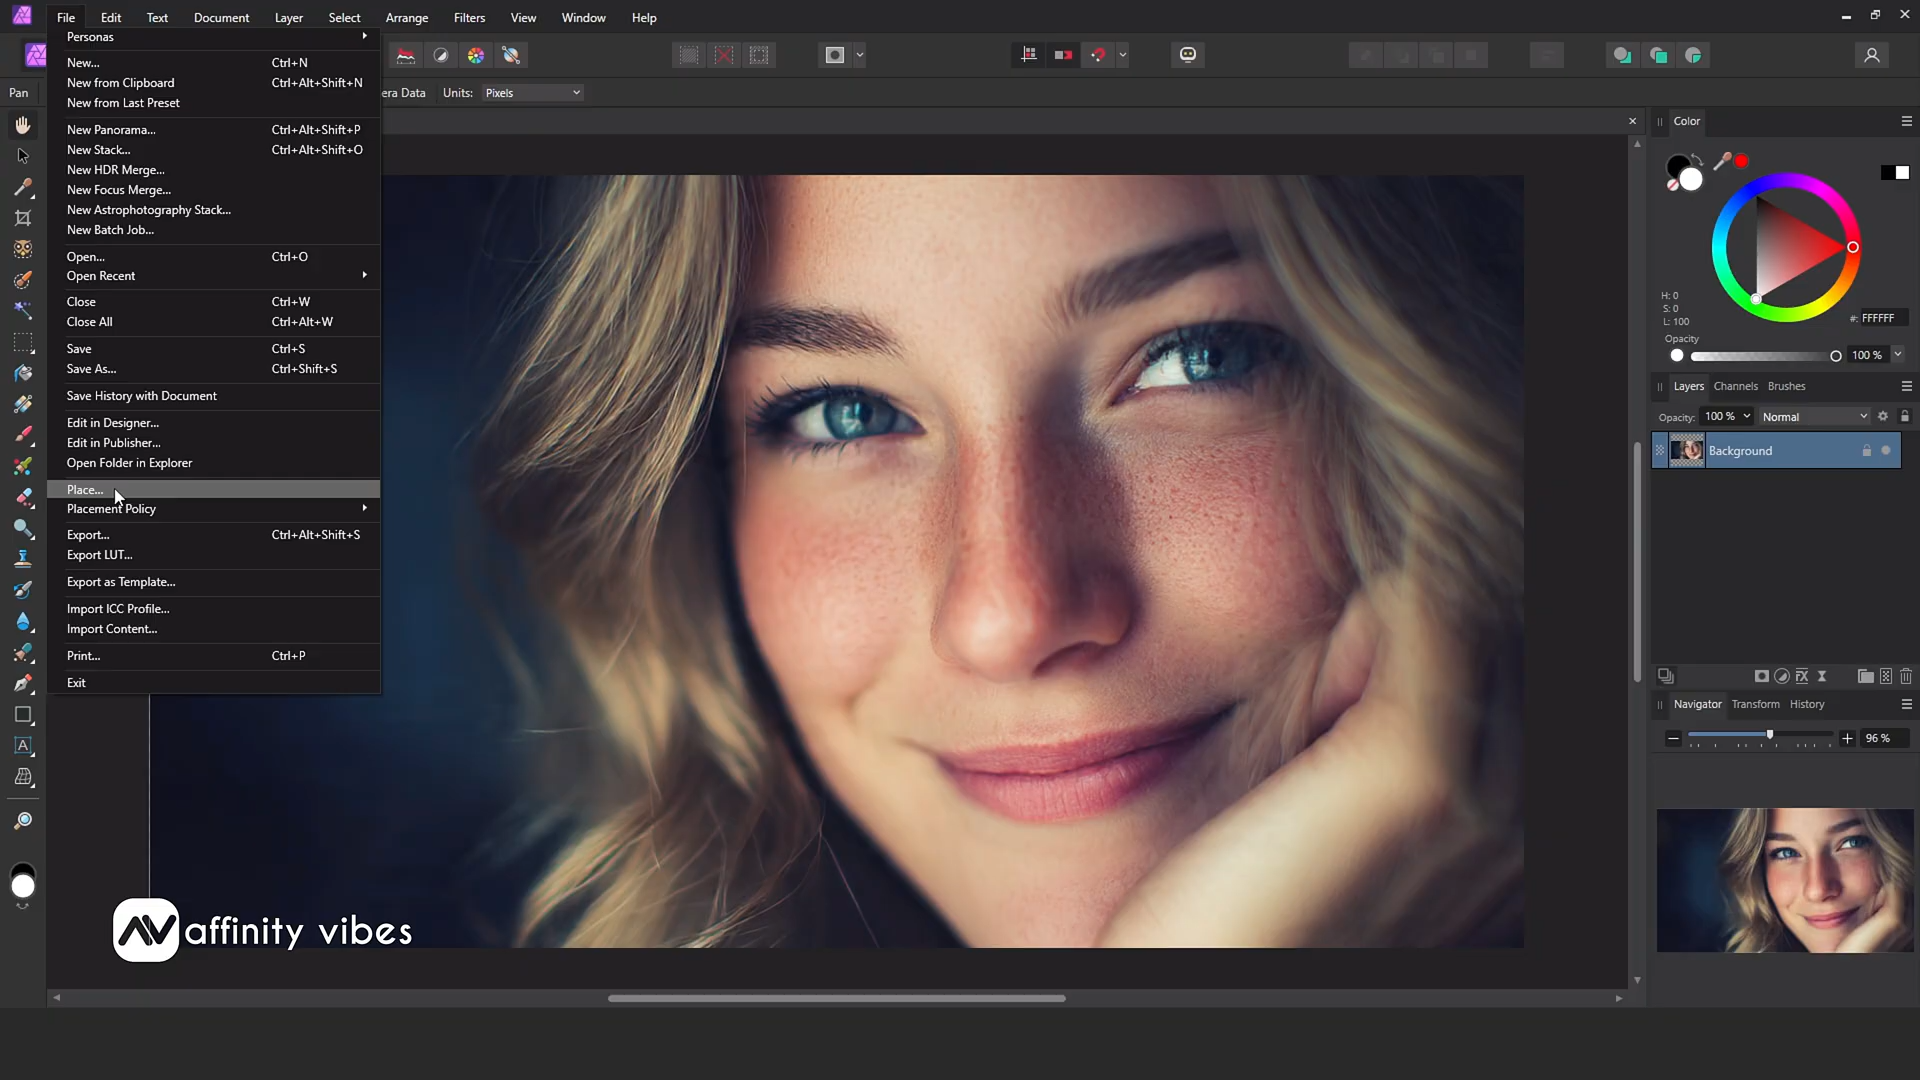 File Edit Text Document Layer Select Arrange Filters View Window Help
Personas
New... Ctrl+N
New from Clipboard Ctrl+Alt+Shift+N
New from Last Preset
New Panorama... Ctrl+Alt+Shift+P
New Stack... Ctrl+Alt+Shift+O
New HDR Merge...
New Focus Merge...
New Astrophotography Stack...
New Batch Job...
Open... Ctrl+O
Open Recent
Close Ctrl+W
Close All Ctrl+Alt+W
Save Ctrl+S
Save As... Ctrl+Shift+S
Save History with Document
Edit in Designer...
Edit in Publisher...
Open Folder in Explorer
Place...
Placement Policy
Export... Ctrl+Alt+Shift+S
Export LUT...
Export as Template...
Import ICC Profile...
Import Content...
Print... Ctrl+P
Exit
Pan
era Data Units: Pixels
Color
H: 0
S: 0
L: 100
#: FFFFFF
Opacity
100 %
Layers Channels Brushes
Opacity: 100 % Normal
Background
Navigator Transform History
96 %
A
AV affinity vibes